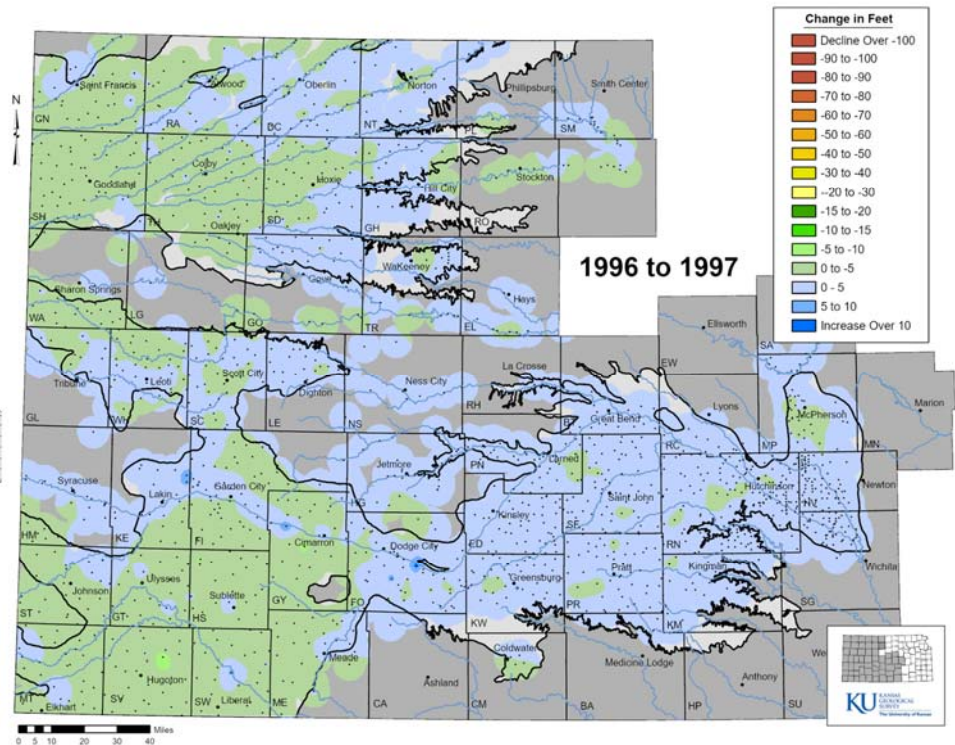 Change in Feet
Decline Over -100
-90 to -100
-80 to -90
-70 to -80
-60 to -70
-50 to -60
-40 to -50
-30 to -40
--20 to -30
-15 to -20
-10 to -15
-5 to -10
0 to -5
0 - 5
5 to 10
Increase Over 10
1996 to 1997
N
Saint Francis
Atwood
Oberlin
Norton
Phillipsburg
Smith Center
GN
RA
DC
NT
PL
SM
Goodland
Colby
Hoxie
Hill City
Stockton
SH
TH
Oakley
SD
GH
RO
Sharon Springs
Gove
WaKeeney
Hays
WA
LG
GO
TR
EL
Ellsworth
SA
Tribune
Leoti
Scott City
Dighton
Ness City
La Crosse
EW
Great Bend
Lyons
McPherson
Marion
GL
WH
SC
LE
NS
RH
BT
RC
MP
MN
Syracuse
Lakin
Garden City
Jetmore
PN
Larned
Saint John
Hutchinson
HV
Newton
HM
KE
FI
HG
Cimarron
Dodge City
Kinsley
ED
SF
RN
Wichita
Johnson
Ulysses
Sublette
Greensburg
Pratt
Kingman
ST
GT
HS
GY
FO
KW
PR
KM
SG
Hugoton
Liberal
Meade
Coldwater
Medicine Lodge
Anthony
We
Ashland
MT
Elkhart
SV
SW
ME
CA
CM
BA
HP
SU
KU
KANSAS
GEOLOGICAL
SURVEY
The University of Kansas
0 5 10 20 30 40
Miles